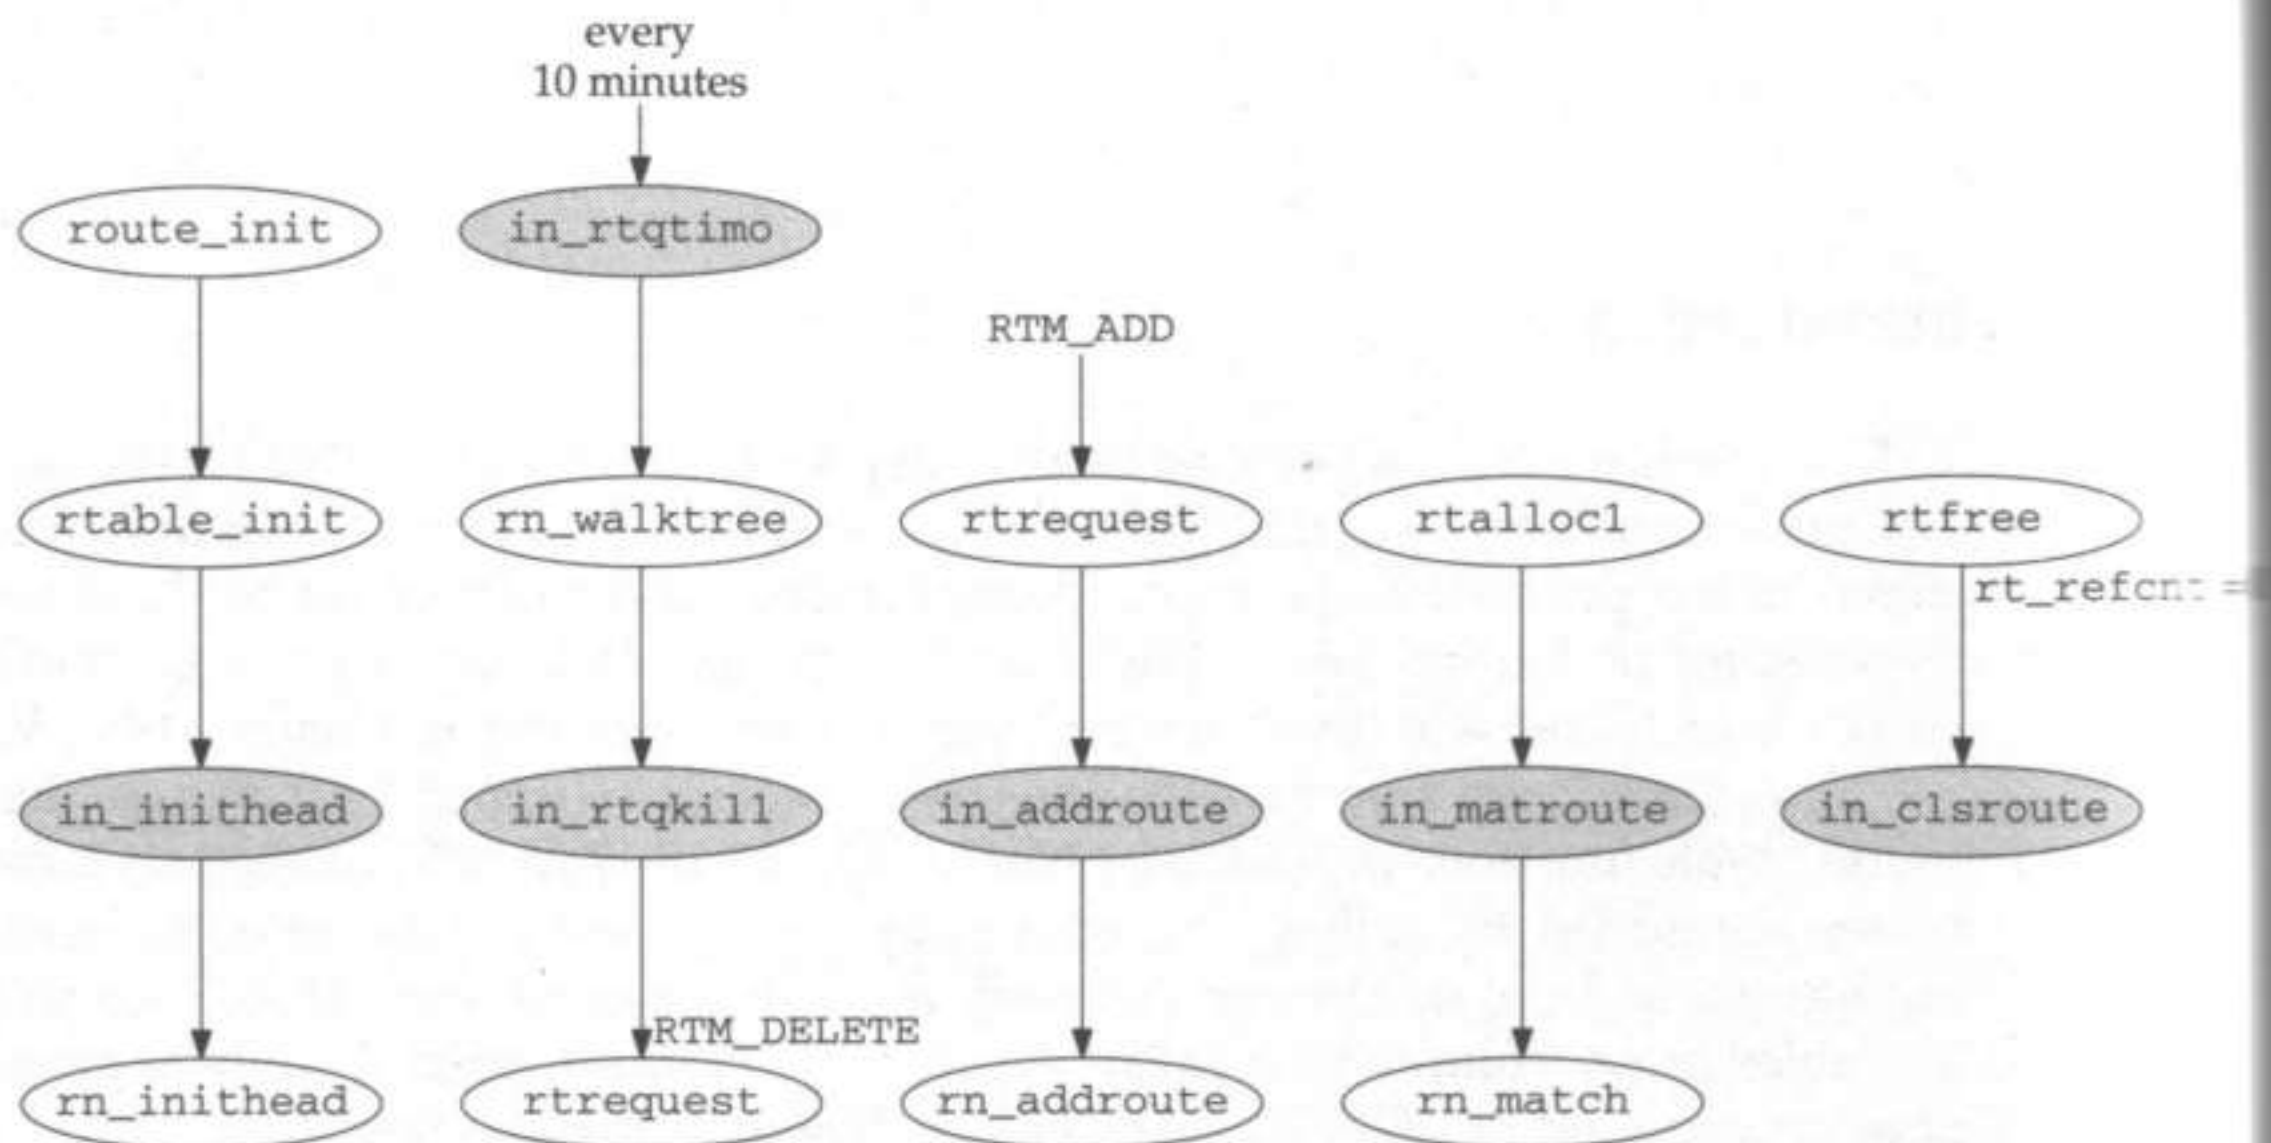 every
10 minutes
route_init
in_rtqtimo
RTM_ADD
rtable_init
rn_walktree
rtrequest
rtalloc1
rtfree
rt_refcnt =
in_inithead
in_rtqkill
in_addroute
in_matroute
in_clsroute
RTM_DELETE
rn_inithead
rtrequest
rn_addroute
rn_match